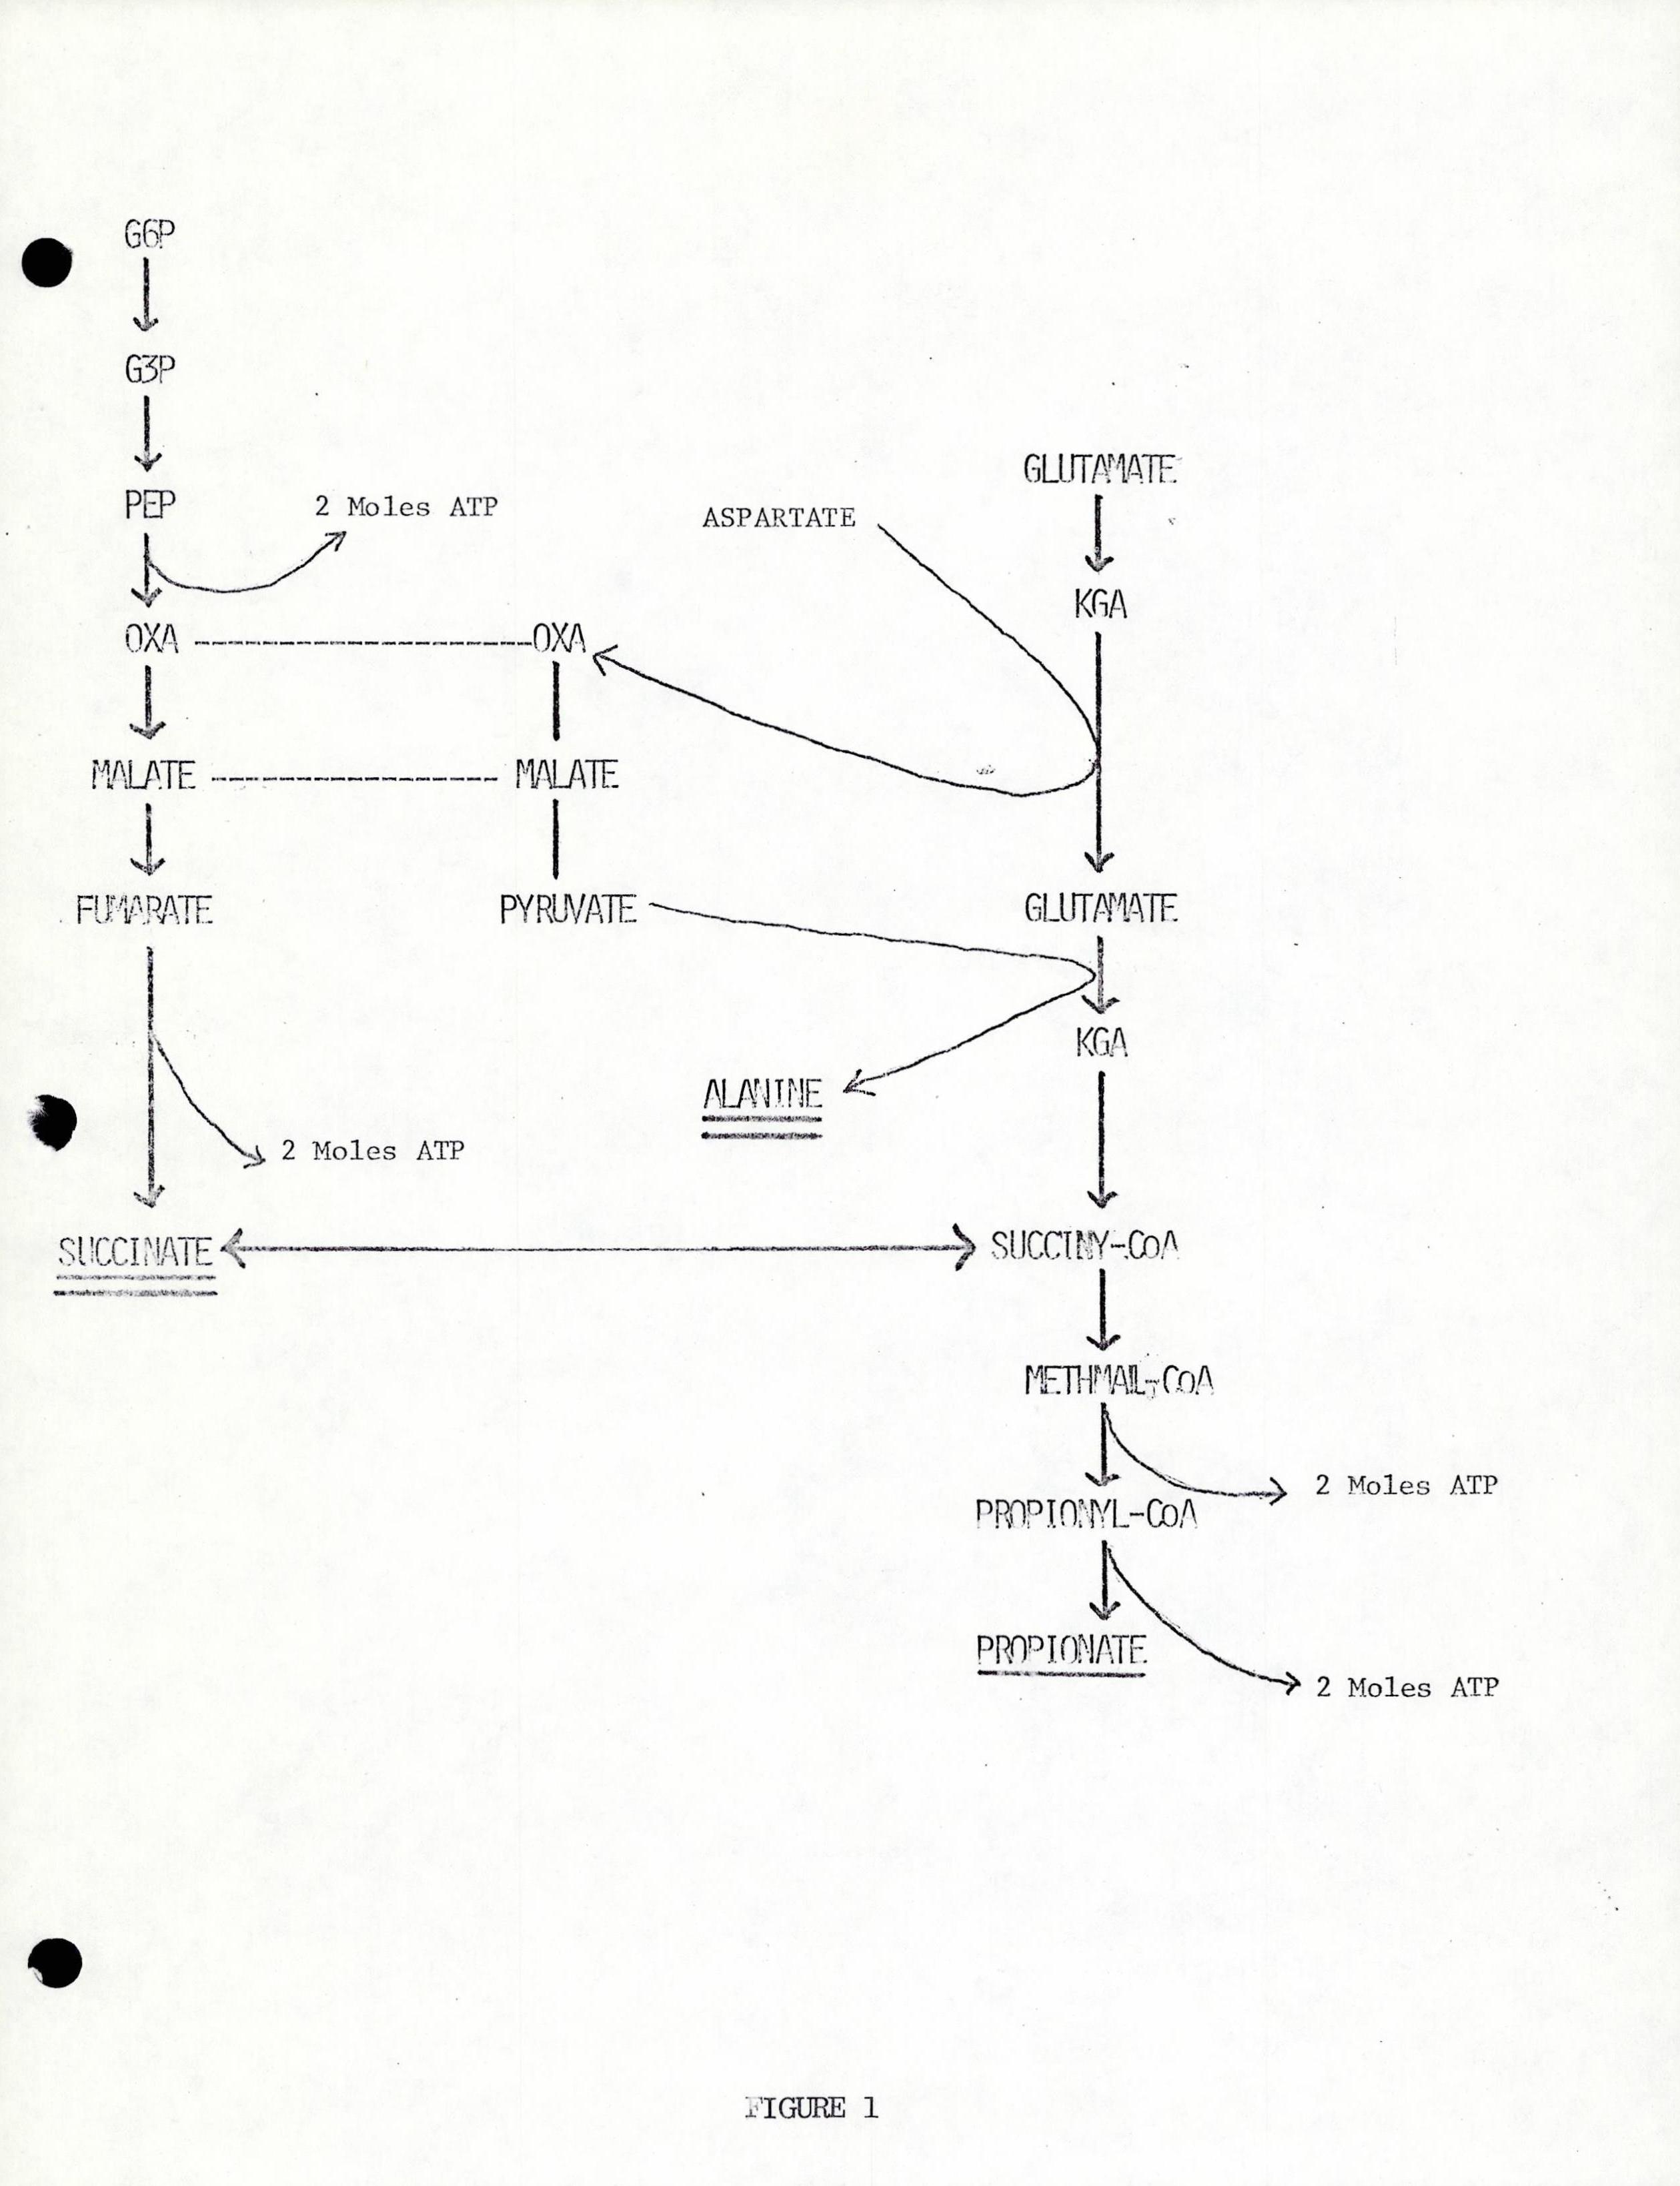 G6P
G3P
GLUTAMATE
PEP
2 Moles ATP
ASPARTATE
KGA
OXA
OXA
MALATE
MALATE
FUMARATE
PYRUVATE
GLUTAMATE
KGA
ALANINE
2 Moles ATP
SUCCINATE
SUCCINY-CoA
METHMAIL-CoA
2 Moles ATP
PROPIONYL-CoA
PROPIONATE
2 Moles ATP
FIGURE 1